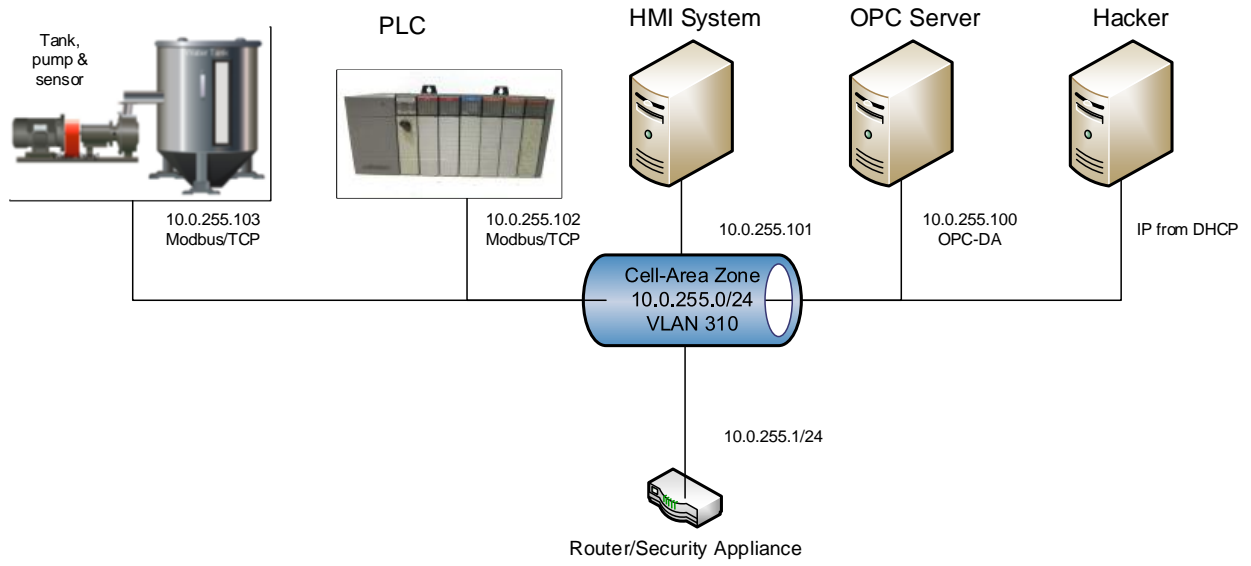 Tank,
pump &
sensor
PLC
HMI System
OPC Server
Hacker
10.0.255.103
Modbus/TCP
10.0.255.102
Modbus/TCP
10.0.255.101
10.0.255.100
OPC-DA
IP from DHCP
Cell-Area Zone
10.0.255.0/24
VLAN 310
10.0.255.1/24
Router/Security Appliance